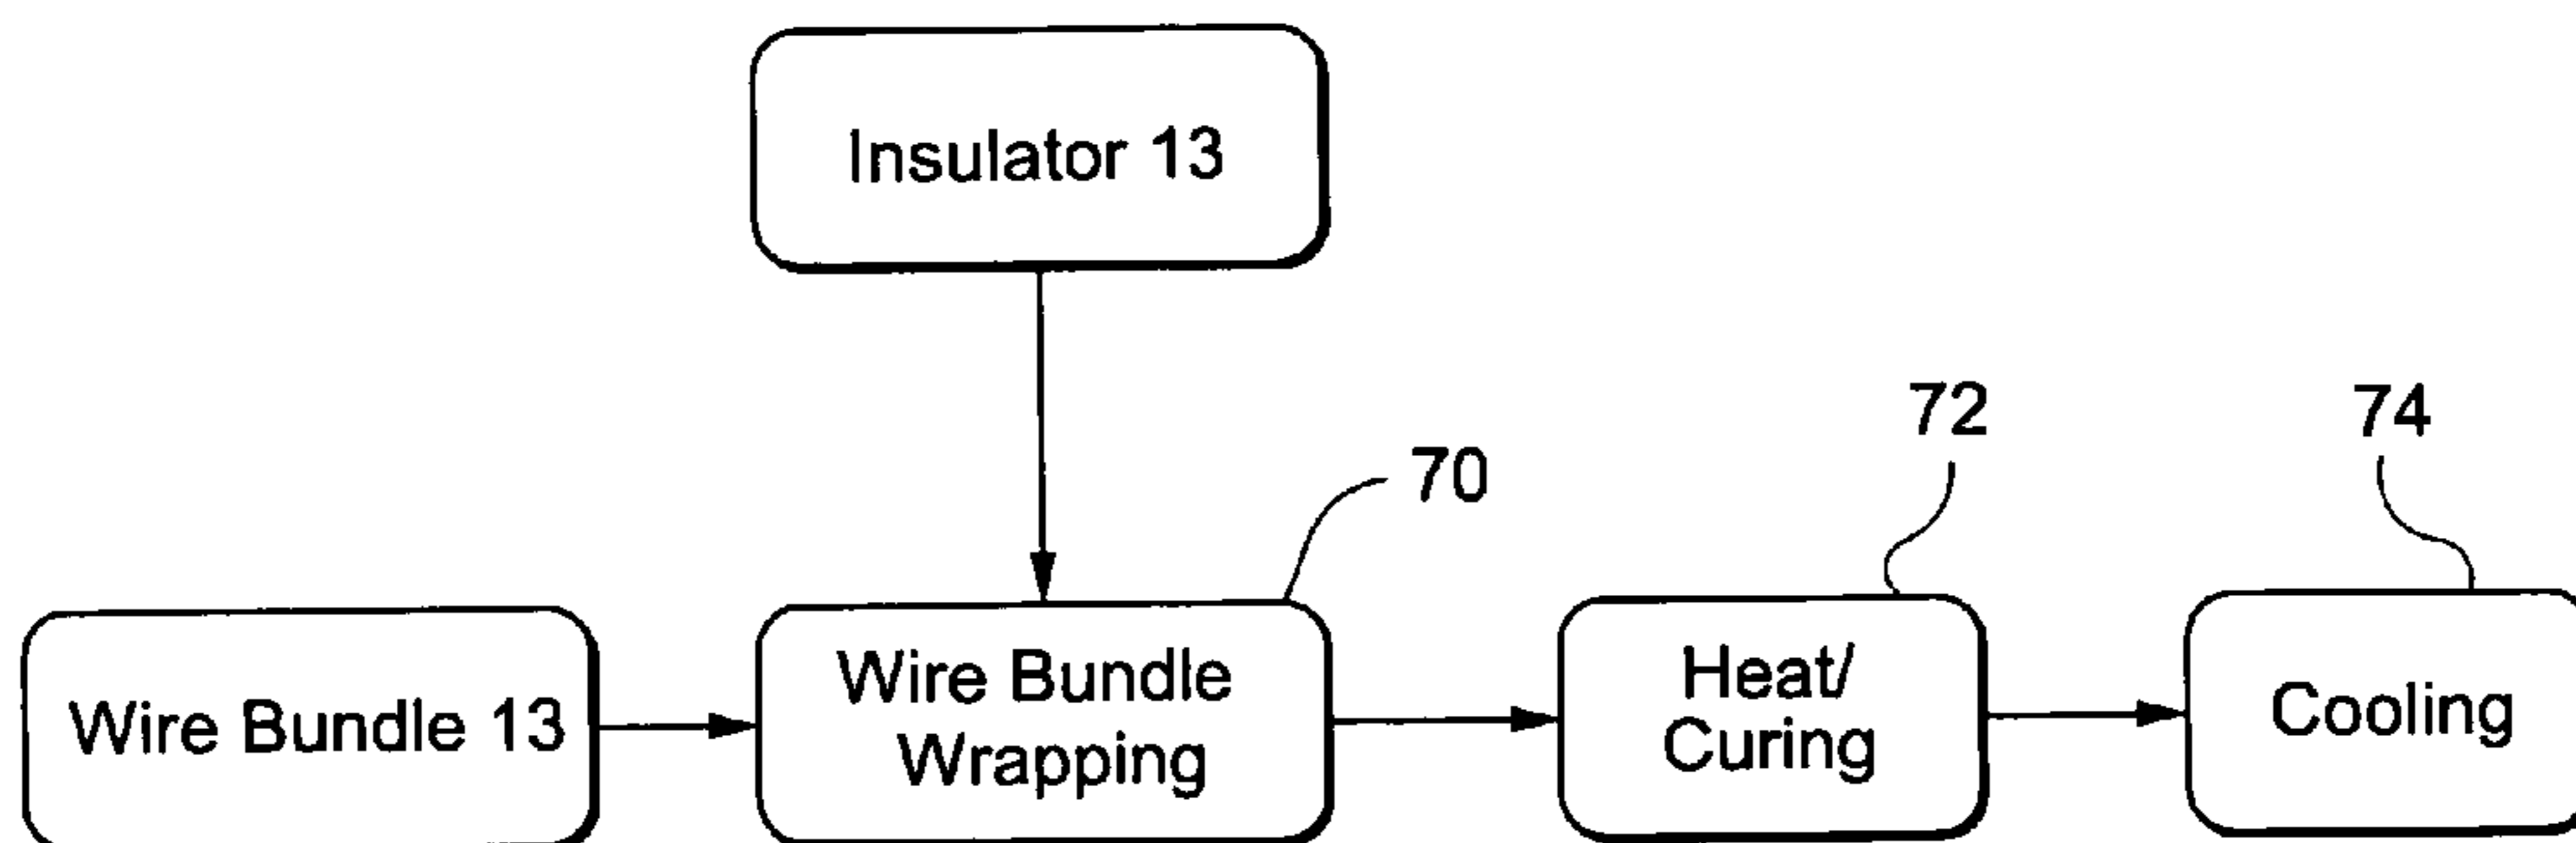 Insulator 13
70
72
74
Wire Bundle 13
Wire Bundle
Wrapping
Heat/
Curing
Cooling